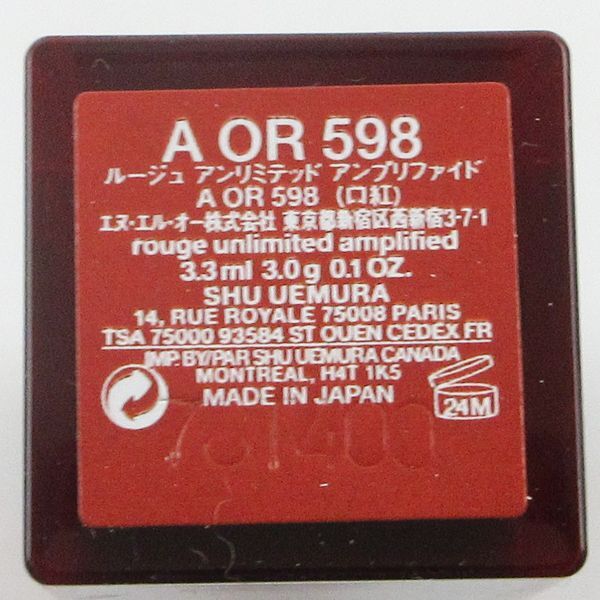 A OR 598
ルージュ アンリミテッド アンプリファイド
A OR 598 (口紅)
エヌ・エル・オー株式会社 東京都新宿区西新宿3-7-1
rouge unlimited amplified
3.3ml 3.0g 0.1 OZ.
SHU UEMURA
14, RUE ROYALE 75008 PARIS
TSA 75000 93584 ST OUEN CEDEX FR
IMP. BY/PAR SHU UEMURA CANADA
MONTREAL, H4T 1K5
MADE IN JAPAN
24M